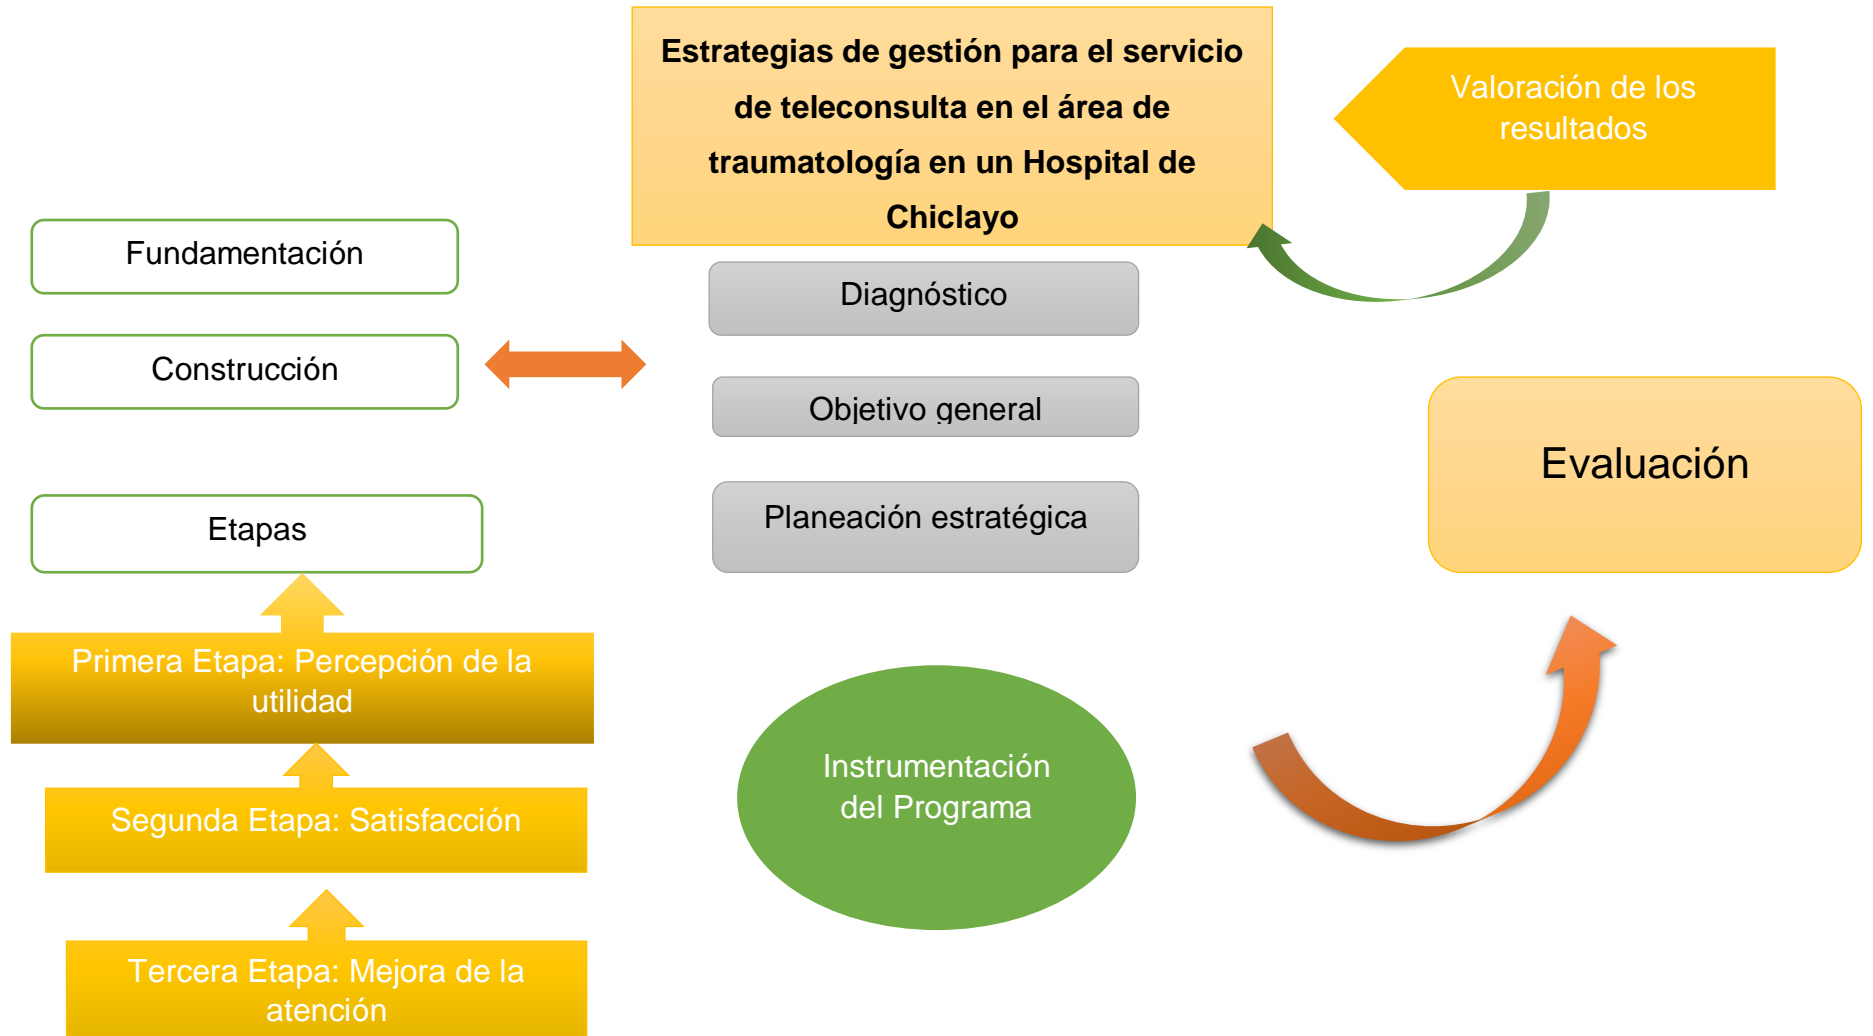 Estrategias de gestión para el servicio
de teleconsulta en el área de
traumatología en un Hospital de
Chiclayo
Valoración de los
resultados
Fundamentación
Diagnóstico
Construcción
Objetivo general
Evaluación
Etapas
Planeación estratégica
Primera Etapa: Percepción de la
utilidad
Instrumentación
del Programa
Segunda Etapa: Satisfacción
Tercera Etapa: Mejora de la
atención